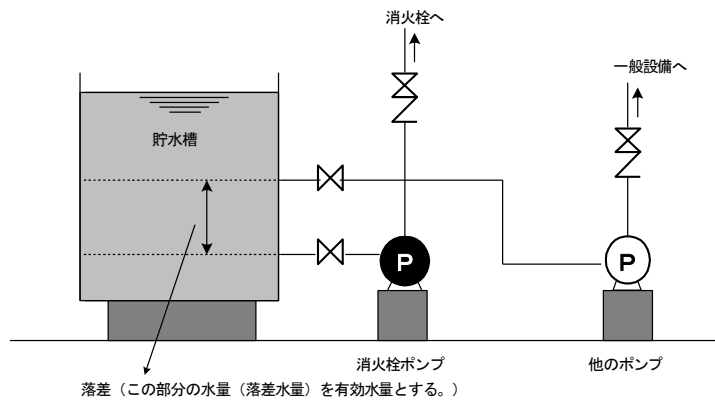 消火栓へ
一般設備へ
貯水槽
P
P
消火栓ポンプ
他のポンプ
落差（この部分の水量（落差水量）を有効水量とする。）